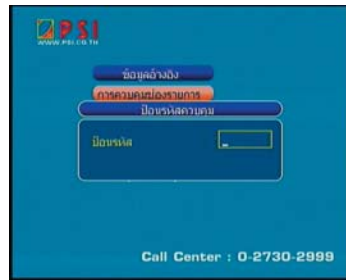 PSI
WWW.PSI.CO.TH
ข้อมูลอ้างอิง
การควบคุมช่องรายการ
ป้อนรหัสควบคุม
ป้อนรหัส
Call Center : 0-2730-2999